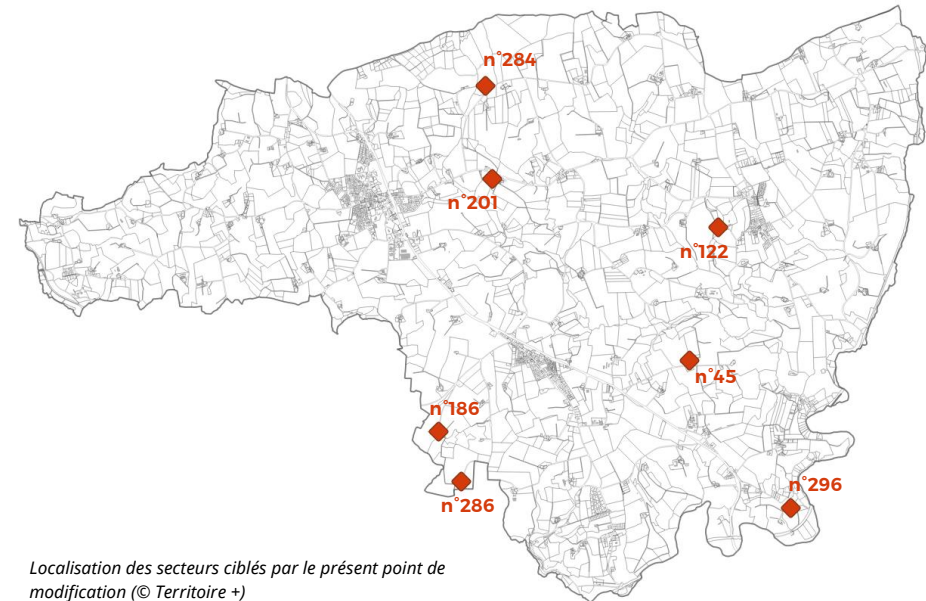 n°284
n°201
n°122
n°45
n°186
n°286
n°296
Localisation des secteurs ciblés par le présent point de
modification (© Territoire +)